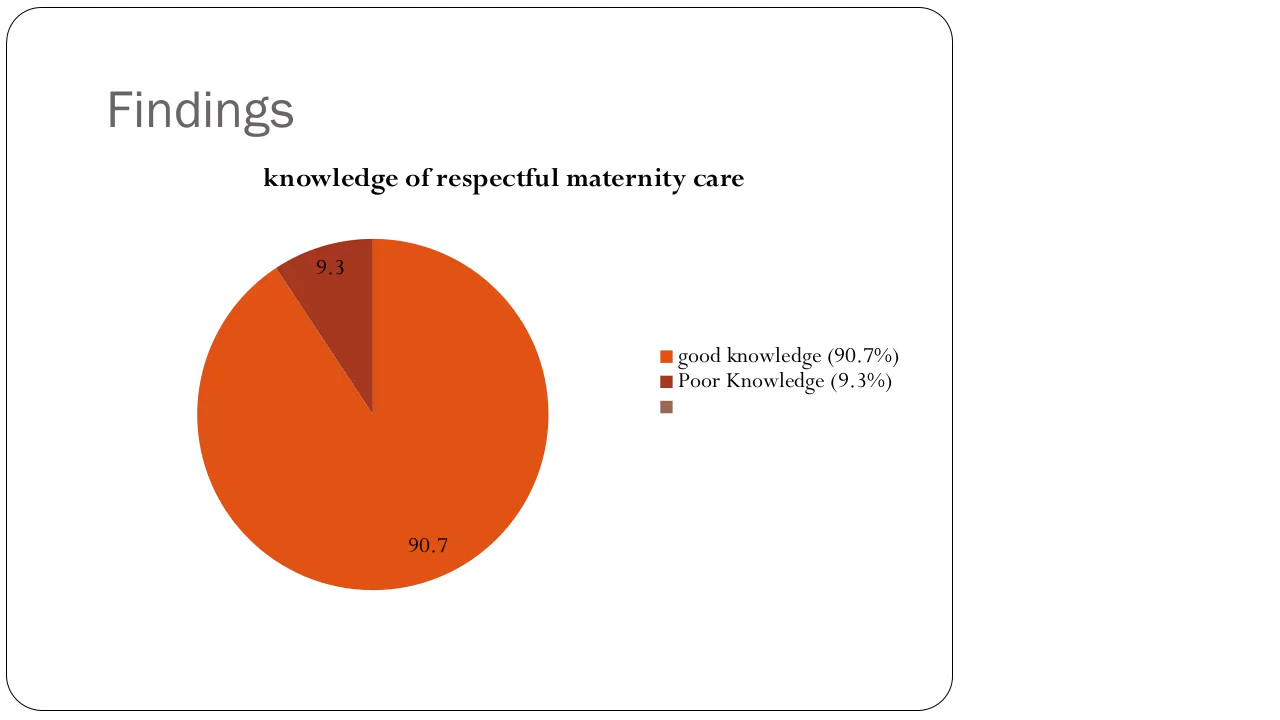 Findings
knowledge of respectful maternity care
9.3
good knowledge (90.7%)
Poor Knowledge (9.3%)
90.7